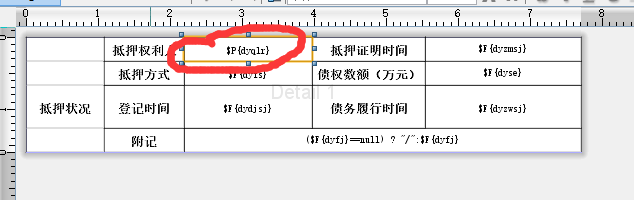 0 1 2 3 4 5 6 7 8
抵押权利人 $P{dyqlr} 抵押证明时间 $F{dyzmsj}
抵押方式 $F{dyfs} 债权数额（万元） $F{dyse}
Detail 1
抵押状况 登记时间 $F{dydjsj} 债务履行时间 $F{dyzwsj}
附记 ($F{dyfj}==null) ? "/":$F{dyfj}